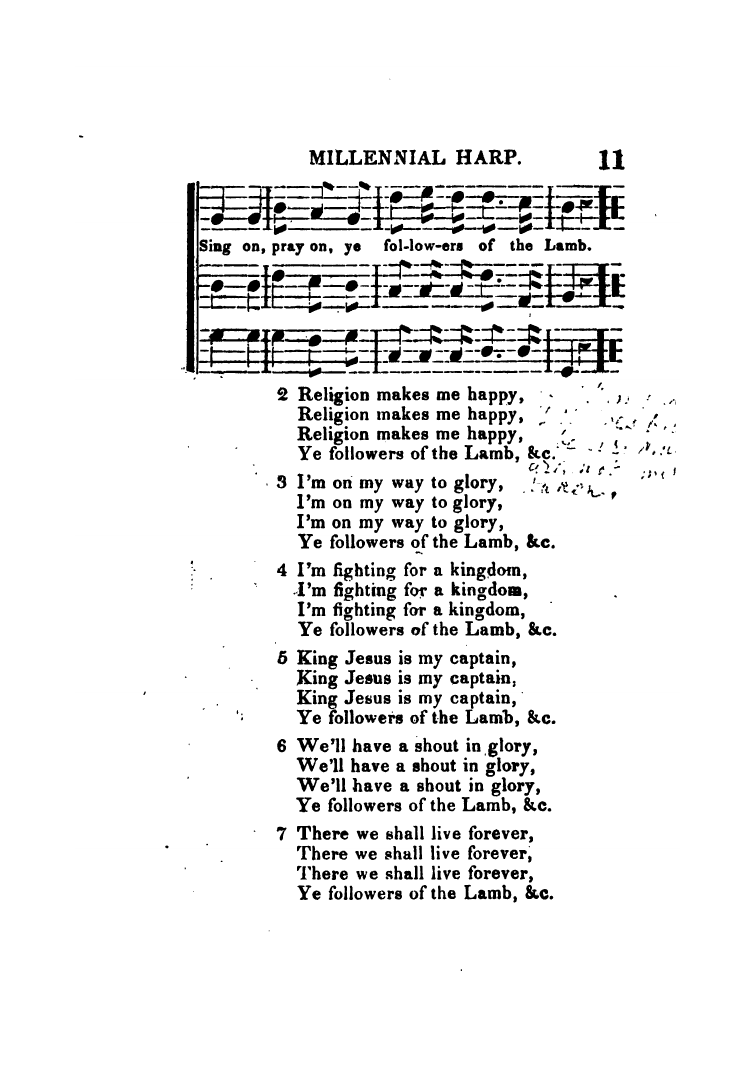 MILLENNIAL HARP. 11
Sing on, pray on, ye fol-low-ers of the Lamb.
2 Religion makes me happy,
Religion makes me happy,
Religion makes me happy,
Ye followers of the Lamb, &c.
3 I'm on my way to glory,
I'm on my way to glory,
I'm on my way to glory,
Ye followers of the Lamb, &c.
4 I'm fighting for a kingdom,
I'm fighting for a kingdom,
I'm fighting for a kingdom,
Ye followers of the Lamb, &c.
5 King Jesus is my captain,
King Jesus is my captain,
King Jesus is my captain,
Ye followers of the Lamb, &c.
6 We'll have a shout in glory,
We'll have a shout in glory,
We'll have a shout in glory,
Ye followers of the Lamb, &c.
7 There we shall live forever,
There we shall live forever,
There we shall live forever,
Ye followers of the Lamb, &c.